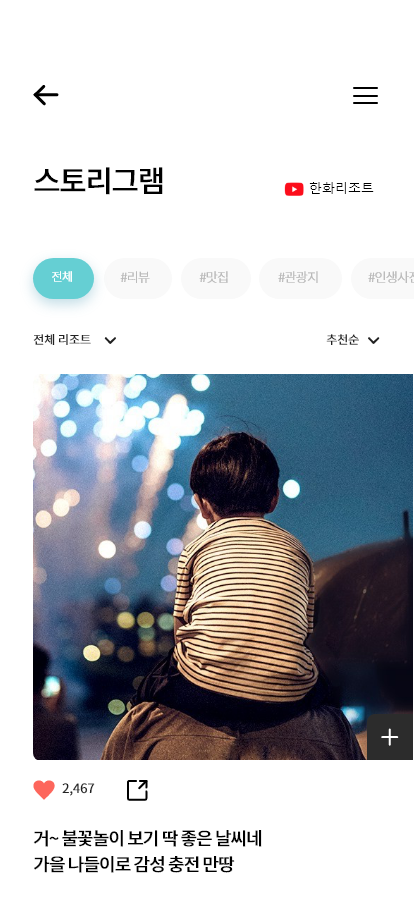 스토리그램
한화리조트
전체 #리뷰 #맛집 #관광지 #인생사진
전체 리조트 추천순
2,467
거~ 불꽃놀이 보기 딱 좋은 날씨네
가을 나들이로 감성 충전 만땅